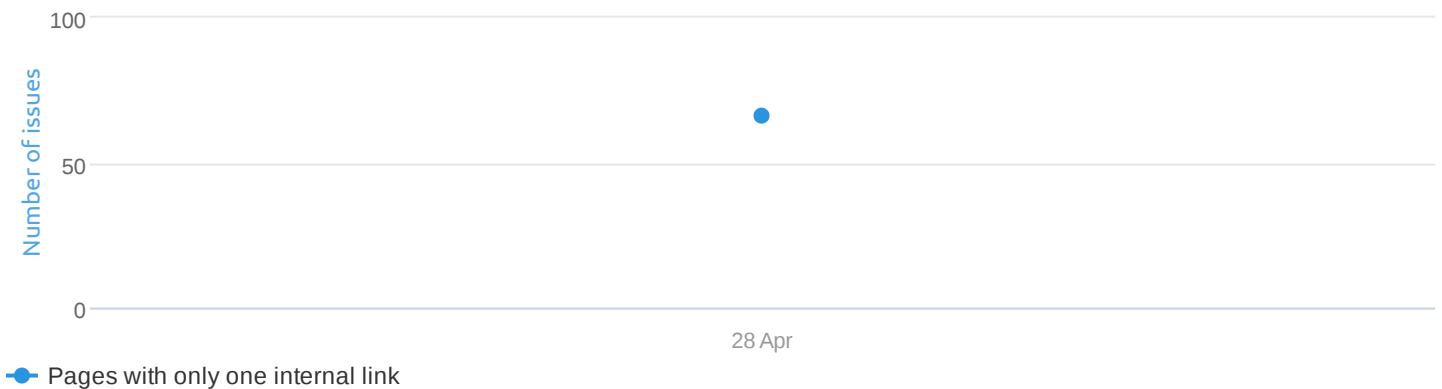 100
Number of issues
50
0
28 Apr
Pages with only one internal link